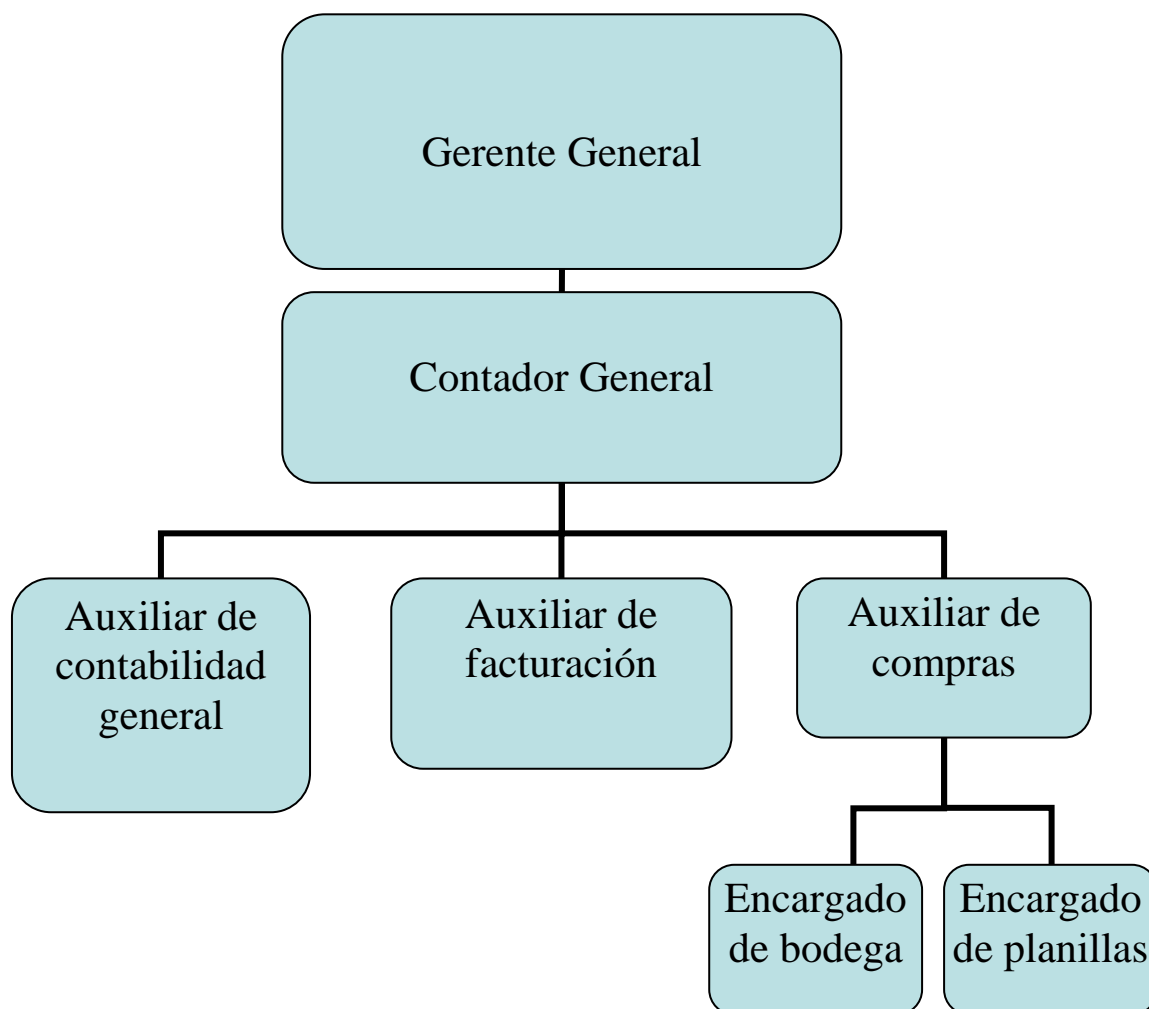 Gerente General
Contador General
Auxiliar de
contabilidad
general
Auxiliar de
facturación
Auxiliar de
compras
Encargado
de bodega
Encargado
de planillas